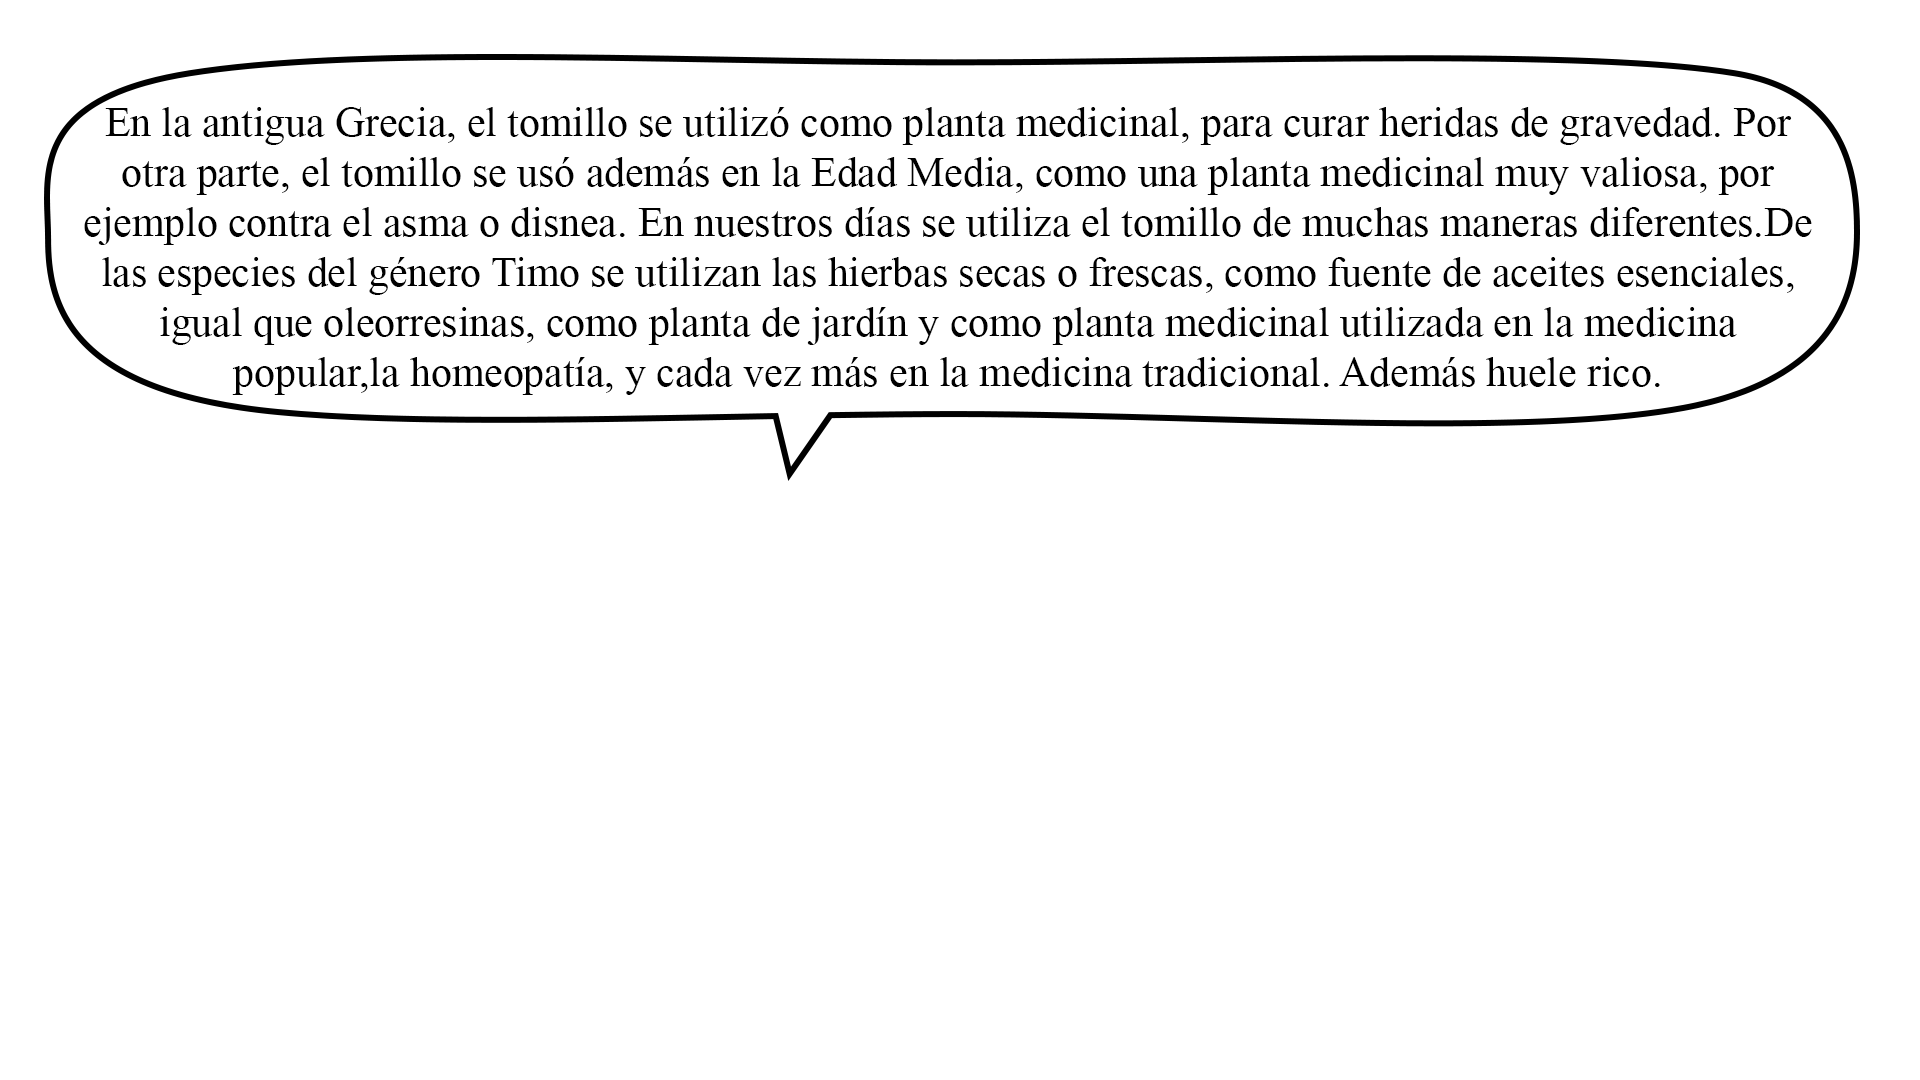 En la antigua Grecia, el tomillo se utilizó como planta medicinal, para curar heridas de gravedad. Por
otra parte, el tomillo se usó además en la Edad Media, como una planta medicinal muy valiosa, por
ejemplo contra el asma o disnea. En nuestros días se utiliza el tomillo de muchas maneras diferentes.De
las especies del género Timo se utilizan las hierbas secas o frescas, como fuente de aceites esenciales,
igual que oleorresinas, como planta de jardín y como planta medicinal utilizada en la medicina
popular,la homeopatía, y cada vez más en la medicina tradicional. Además huele rico.